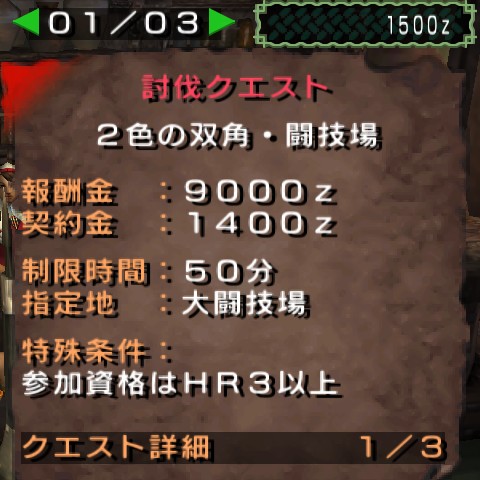 01／03
1500z
討伐クエスト
２色の双角・闘技場
報酬金　：９０００ｚ
契約金　：１４００ｚ
制限時間：５０分
指定地　：大闘技場
特殊条件：
参加資格はＨＲ３以上
クエスト詳細　１／３